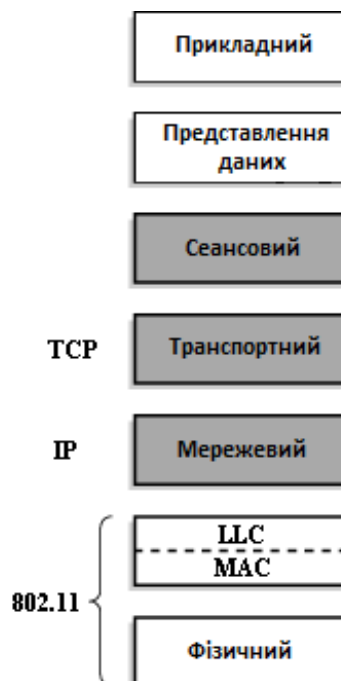 Прикладний
Представлення
даних
Сеансовий
TCP
Транспортний
IP
Мережевий
LLC
MAC
802.11
Фізичний